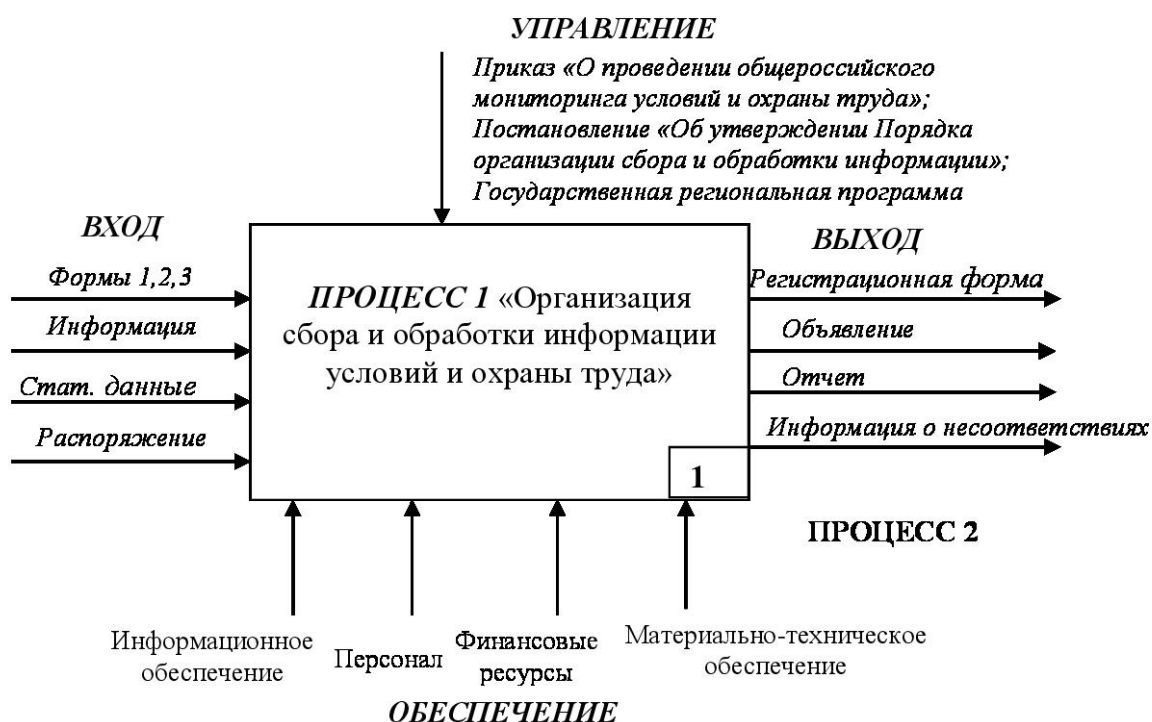 УПРАВЛЕНИЕ
Приказ «О проведении общероссийского
мониторинга условий и охраны труда»;
Постановление «Об утверждении Порядка
организации сбора и обработки информации»;
Государственная региональная программа
ВХОД
Формы 1,2,3
Информация
Стат. данные
Распоряжение
ПРОЦЕСС 1 «Организация
сбора и обработки информации
условий и охраны труда»
1
ВЫХОД
Регистрационная форма
Объявление
Отчет
Информация о несоответствиях
ПРОЦЕСС 2
Информационное
обеспечение
Персонал
Финансовые
ресурсы
Материально-техническое
обеспечение
ОБЕСПЕЧЕНИЕ